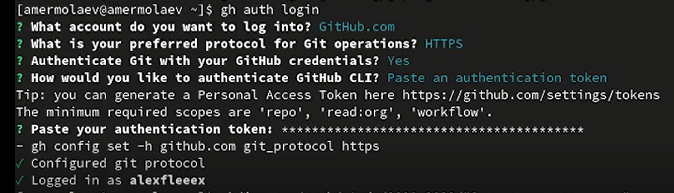 [amermolaev@amermolaev ~]$ gh auth login
? What account do you want to log into? GitHub.com
? What is your preferred protocol for Git operations? HTTPS
? Authenticate Git with your GitHub credentials? Yes
? How would you like to authenticate GitHub CLI? Paste an authentication token
Tip: you can generate a Personal Access Token here https://github.com/settings/tokens
The minimum required scopes are 'repo', 'read:org', 'workflow'.
? Paste your authentication token: ****************************************
- gh config set -h github.com git_protocol https
✓ Configured git protocol
✓ Logged in as alexfleeex